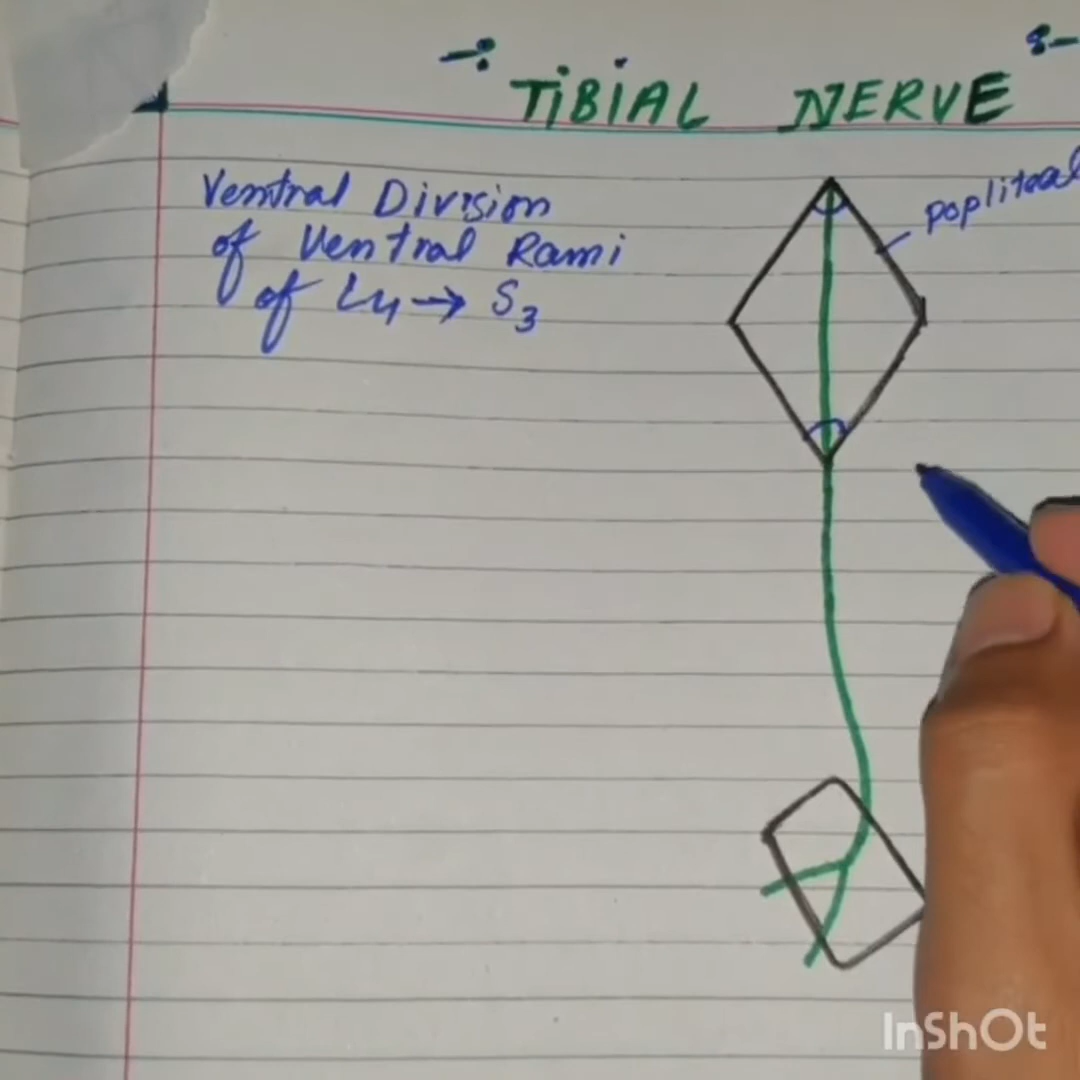 -: TIBIAL NERVE :-
Ventral Division
of Ventral Rami
of L4 → S3
popliteal
InShOt